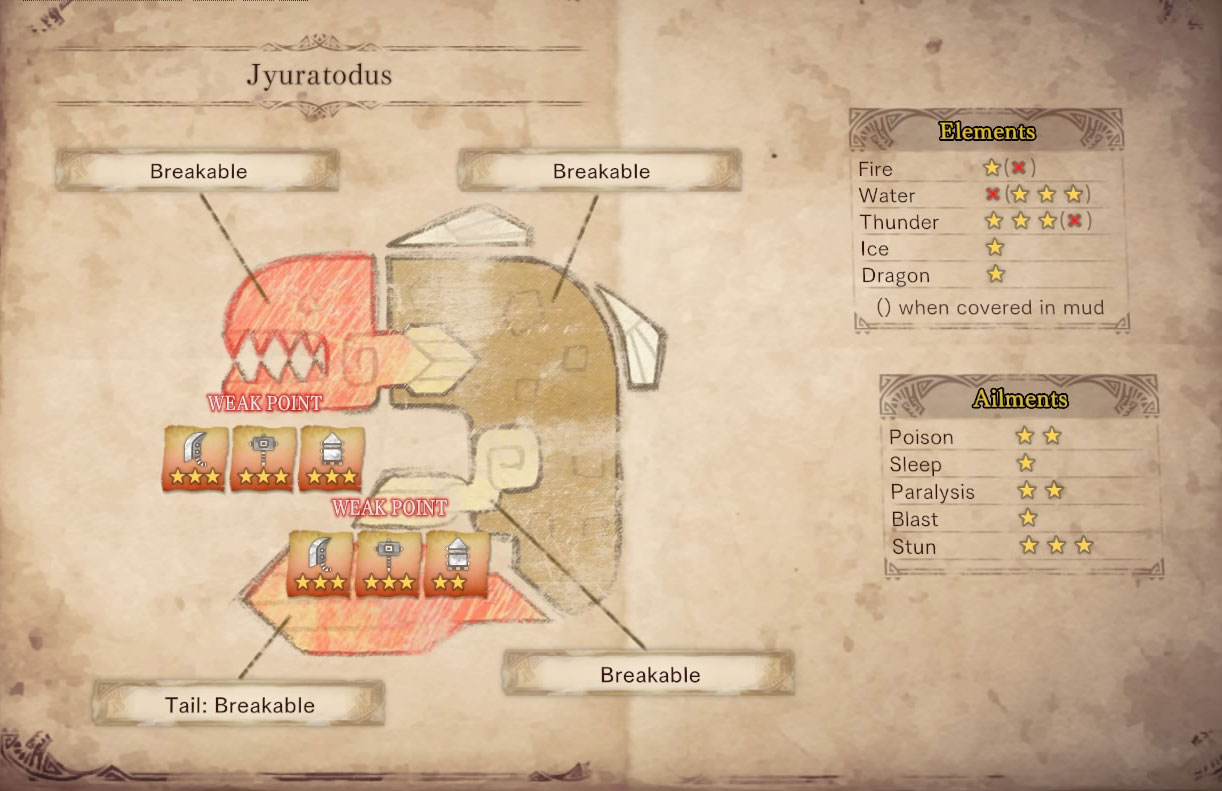 Jyuratodus
Breakable
Breakable
WEAK POINT
WEAK POINT
Tail: Breakable
Breakable
Elements
Fire ★(✖)
Water ✖(★★★)
Thunder ★★★(✖)
Ice ★
Dragon ★
() when covered in mud
Ailments
Poison ★★
Sleep ★
Paralysis ★★
Blast ★
Stun ★★★